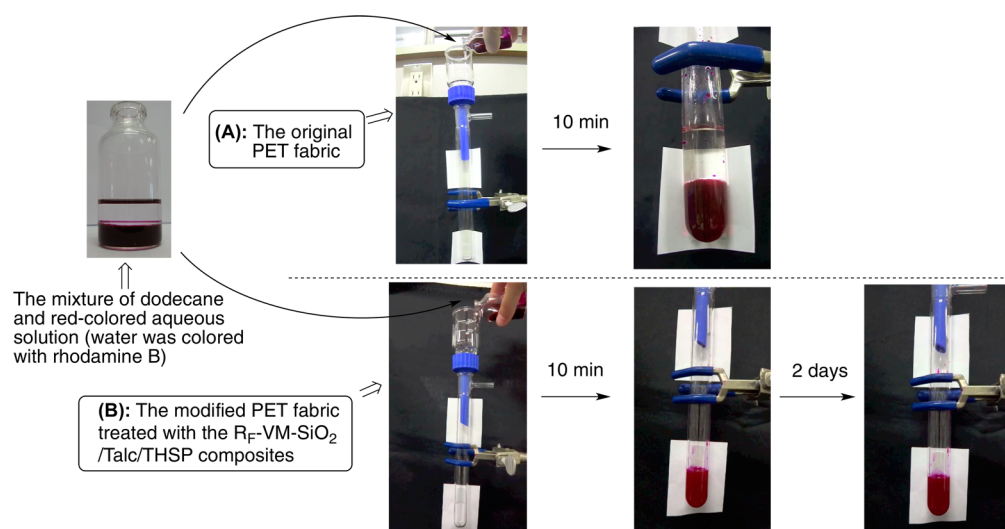 (A): The original
PET fabric
10 min
The mixture of dodecane
and red-colored aqueous
solution (water was colored
with rhodamine B)
(B): The modified PET fabric
treated with the R_F-VM-SiO₂
/Talc/THSP composites
10 min
2 days